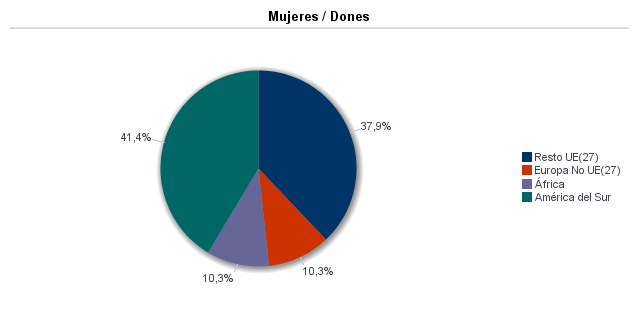 Mujeres / Dones
37,9%
41,4%
10,3%
10,3%
Resto UE(27)
Europa No UE(27)
África
América del Sur